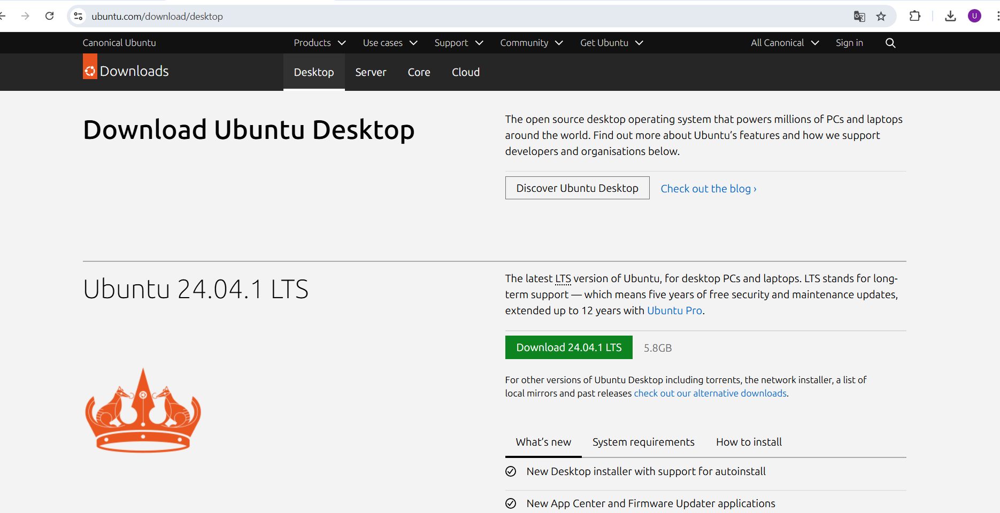 ubuntu.com/download/desktop
U
Canonical Ubuntu Products Use cases Support Community Get Ubuntu All Canonical Sign in
Downloads Desktop Server Core Cloud
Download Ubuntu Desktop
The open source desktop operating system that powers millions of PCs and laptops
around the world. Find out more about Ubuntu’s features and how we support
developers and organisations below.
Discover Ubuntu Desktop Check out the blog ›
Ubuntu 24.04.1 LTS
The latest LTS version of Ubuntu, for desktop PCs and laptops. LTS stands for long-
term support — which means five years of free security and maintenance updates,
extended up to 12 years with Ubuntu Pro.
Download 24.04.1 LTS 5.8GB
For other versions of Ubuntu Desktop including torrents, the network installer, a list of
local mirrors and past releases check out our alternative downloads.
What’s new System requirements How to install
New Desktop installer with support for autoinstall
New App Center and Firmware Updater applications